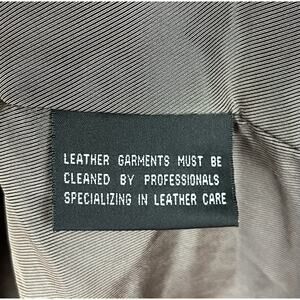 LEATHER GARMENTS MUST BE
CLEANED BY PROFESSIONALS
SPECIALIZING IN LEATHER CARE